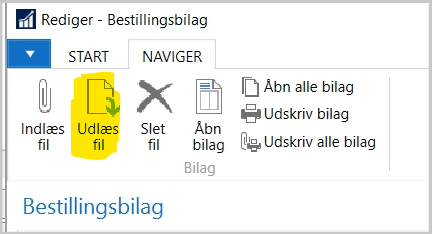 Rediger - Bestillingsbilag
START NAVIGER
Indlæs fil
Udlæs fil
Slet fil
Åbn bilag
Åbn alle bilag
Udskriv bilag
Udskriv alle bilag
Bilag
Bestillingsbilag